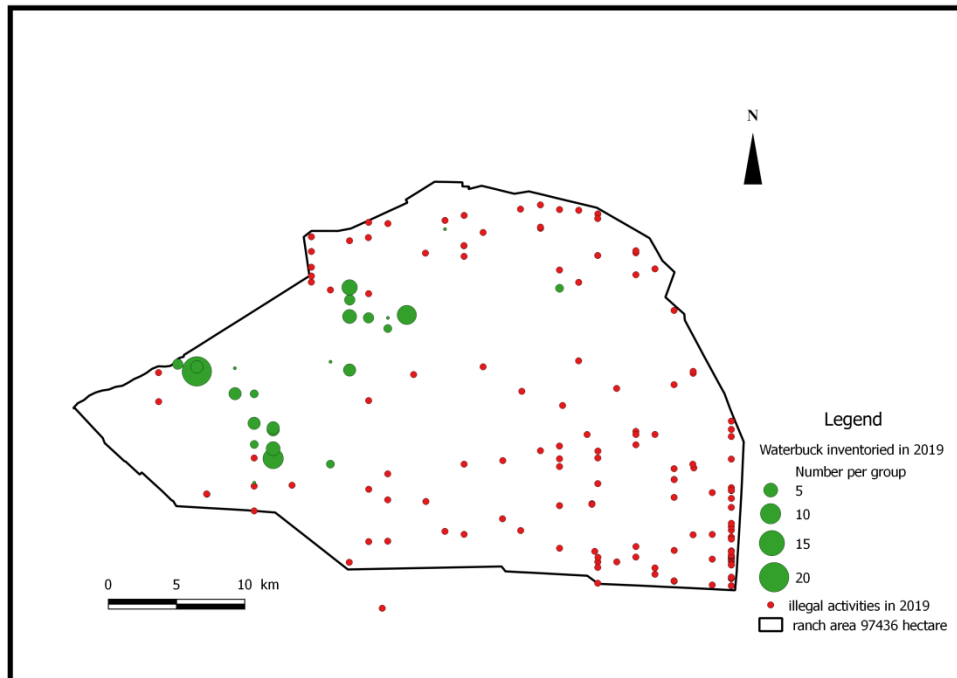 N
Legend
Waterbuck inventoried in 2019
Number per group
5
10
15
20
illegal activities in 2019
ranch area 97436 hectare
0 5 10 km